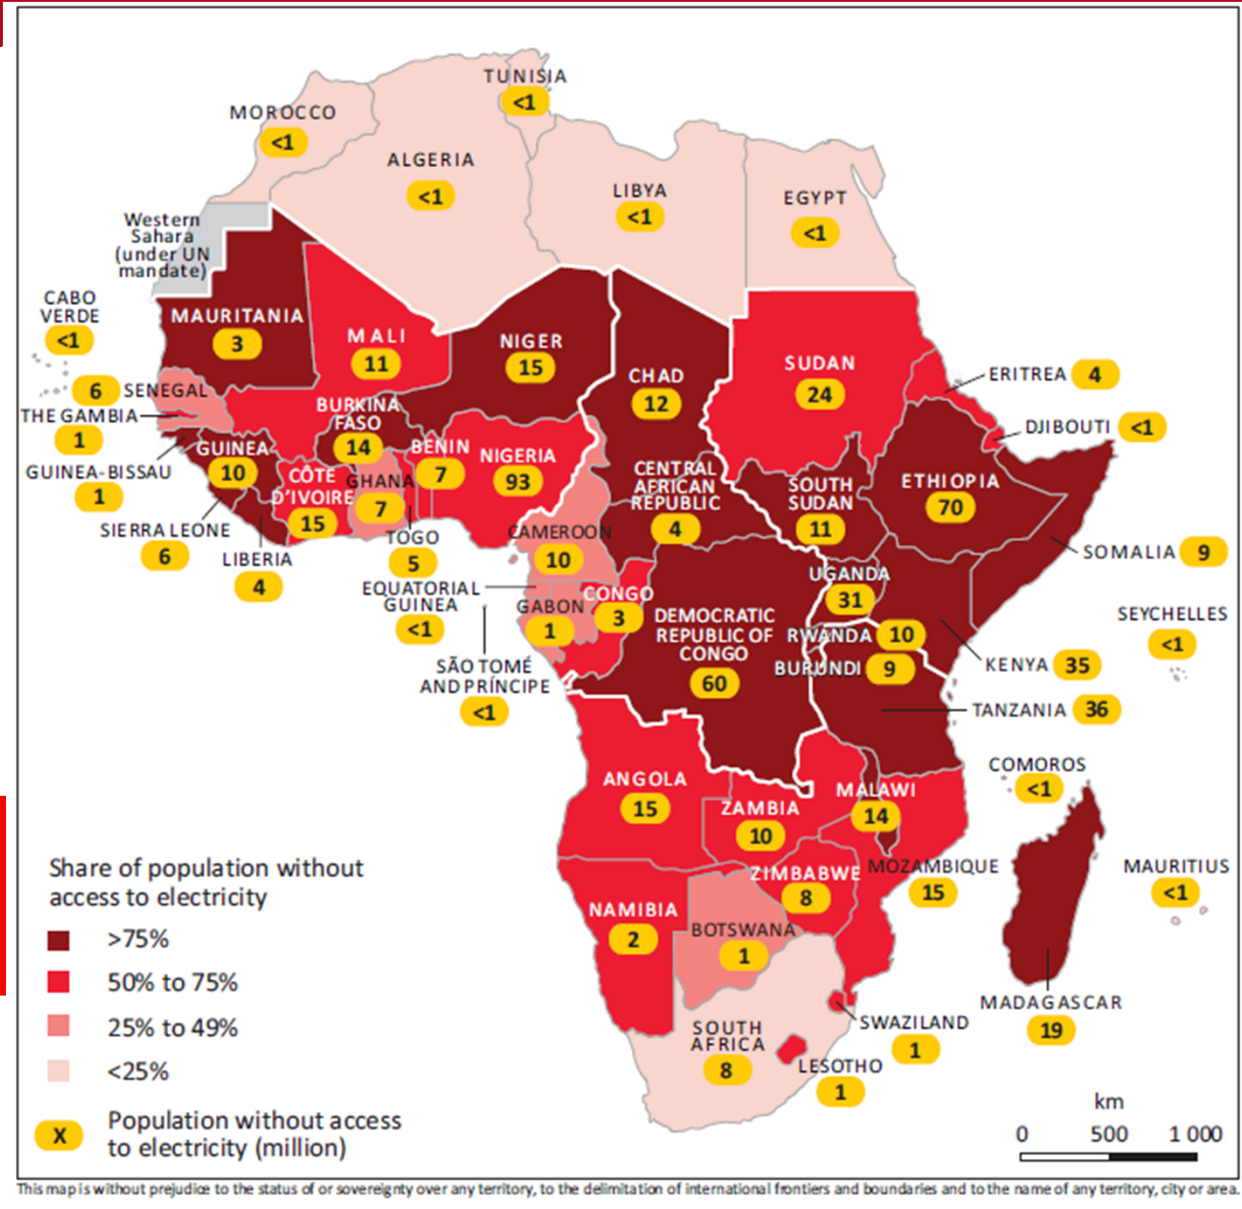 TUNISIA
<1
MOROCCO
<1
ALGERIA
<1
LIBYA
<1
EGYPT
<1
Western
Sahara
(under UN
mandate)
CABO
VERDE
<1
MAURITANIA
3
MALI
11
NIGER
15
CHAD
12
SUDAN
24
ERITREA 4
DJIBOUTI <1
6 SENEGAL
THE GAMBIA
1
GUINEA-BISSAU
1
GUINEA
10
BURKINA
FASO
14
BENIN
7
NIGERIA
93
CÔTE
D'IVOIRE
15
GHANA
7
TOGO
5
SIERRA LEONE
6
LIBERIA
4
CENTRAL
AFRICAN
REPUBLIC
4
SOUTH
SUDAN
11
ETHIOPIA
70
SOMALIA 9
CAMEROON
10
EQUATORIAL
GUINEA
<1
GABON
1
CONGO
3
SÃO TOMÉ
AND PRÍNCIPE
<1
DEMOCRATIC
REPUBLIC OF
CONGO
60
UGANDA
31
RWANDA 10
BURUNDI 9
KENYA 35
TANZANIA 36
SEYCHELLES
<1
COMOROS
<1
ANGOLA
15
ZAMBIA
10
MALAWI
14
MOZAMBIQUE
15
ZIMBABWE
8
NAMIBIA
2
BOTSWANA
1
MAURITIUS
<1
MADAGASCAR
19
SOUTH
AFRICA
8
SWAZILAND
1
LESOTHO
1
Share of population without
access to electricity
>75%
50% to 75%
25% to 49%
<25%
X Population without access
to electricity (million)
km
0 500 1 000
This map is without prejudice to the status of or sovereignty over any territory, to the delimitation of international frontiers and boundaries and to the name of any territory, city or area.